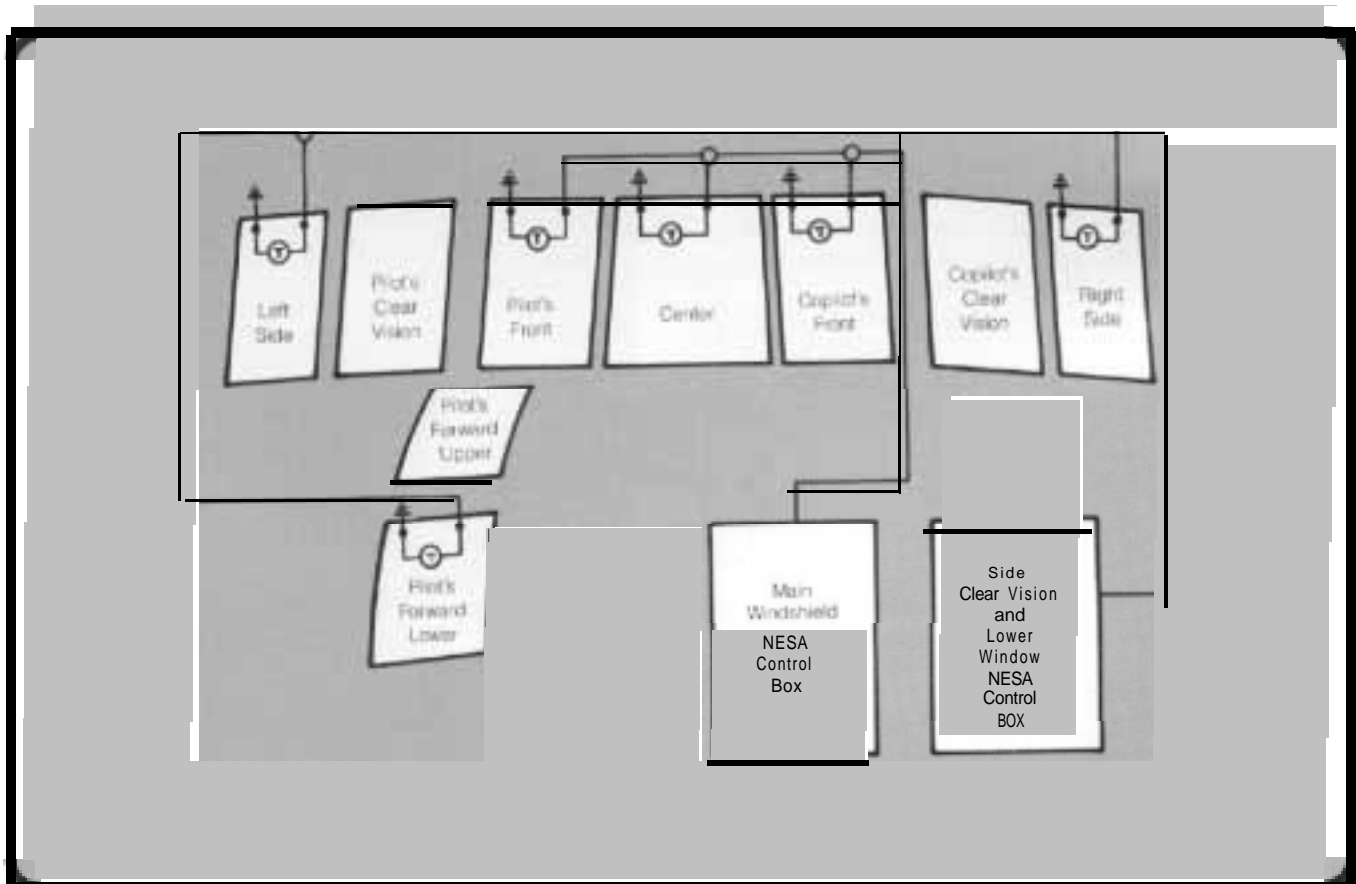 Left
Side
Pilot's
Clear
Vision
Pilot's
Front
Center
Copilot's
Front
Copilot's
Clear
Vision
Right
Side
Pilot's
Forward
Upper
Pilot's
Forward
Lower
Main
Windshield
NESA
Control
Box
Side
Clear Vision
and
Lower
Window
NESA
Control
BOX